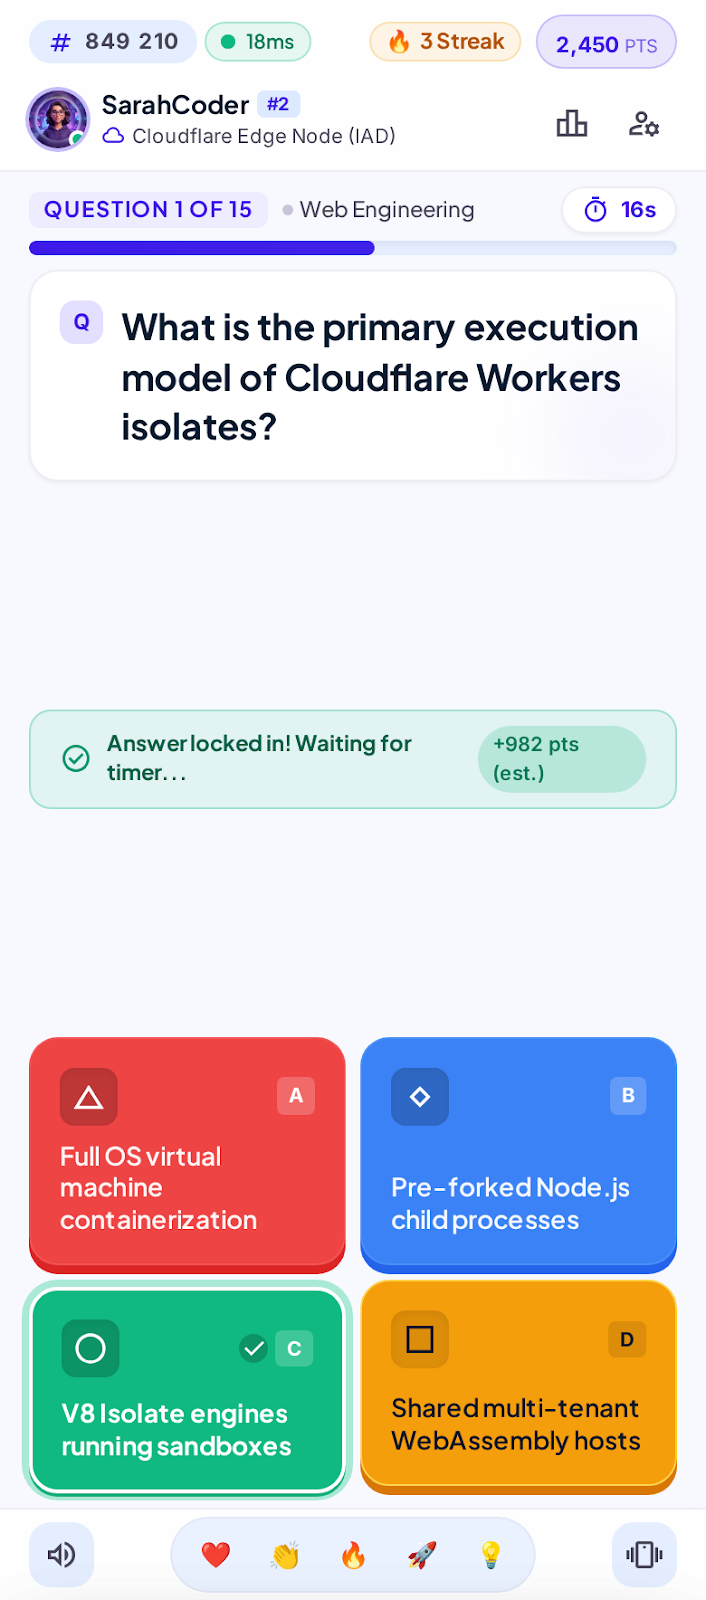 # 849 210
18ms
🔥 3 Streak
2,450 PTS
SarahCoder #2
Cloudflare Edge Node (IAD)
QUESTION 1 OF 15
Web Engineering
16s
Q
What is the primary execution
model of Cloudflare Workers
isolates?
Answer locked in! Waiting for
timer...
+982 pts
(est.)
A
Full OS virtual
machine
containerization
B
Pre-forked Node.js
child processes
C
V8 Isolate engines
running sandboxes
D
Shared multi-tenant
WebAssembly hosts